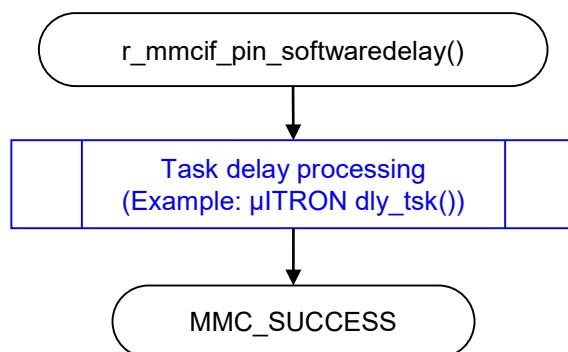 r_mmcif_pin_softwaredelay()
Task delay processing
(Example: µITRON dly_tsk())
MMC_SUCCESS